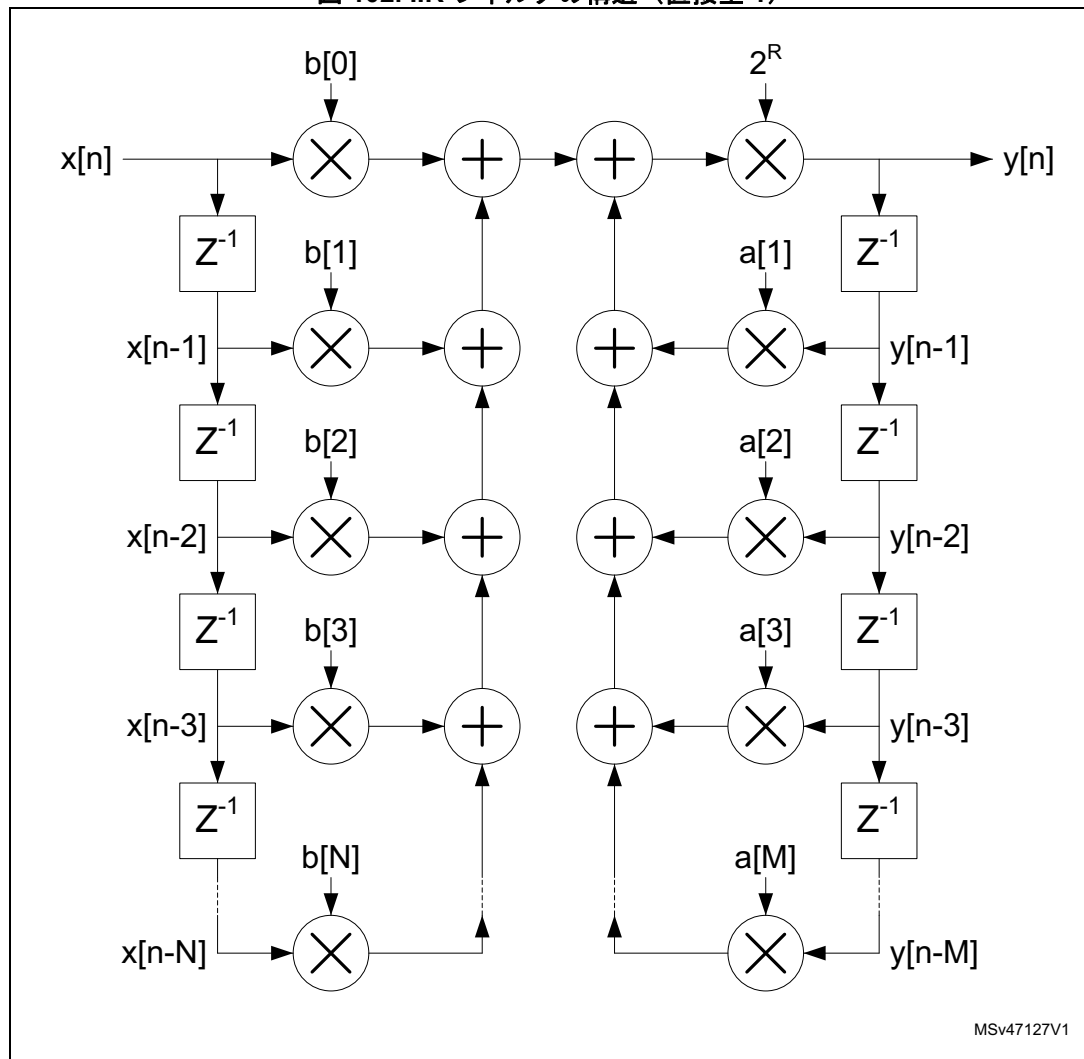 b[0]
2^R
x[n]
y[n]
Z^-1
Z^-1
b[1]
a[1]
x[n-1]
y[n-1]
Z^-1
Z^-1
b[2]
a[2]
x[n-2]
y[n-2]
Z^-1
Z^-1
b[3]
a[3]
x[n-3]
y[n-3]
Z^-1
Z^-1
b[N]
a[M]
x[n-N]
y[n-M]
MSv47127V1